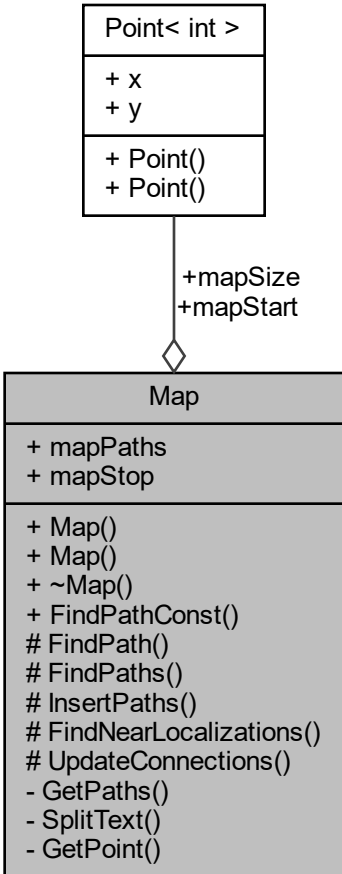 Point< int >
+ x
+ y
+ Point()
+ Point()
+mapSize
+mapStart
Map
+ mapPaths
+ mapStop
+ Map()
+ Map()
+ ~Map()
+ FindPathConst()
# FindPath()
# FindPaths()
# InsertPaths()
# FindNearLocalizations()
# UpdateConnections()
- GetPaths()
- SplitText()
- GetPoint()